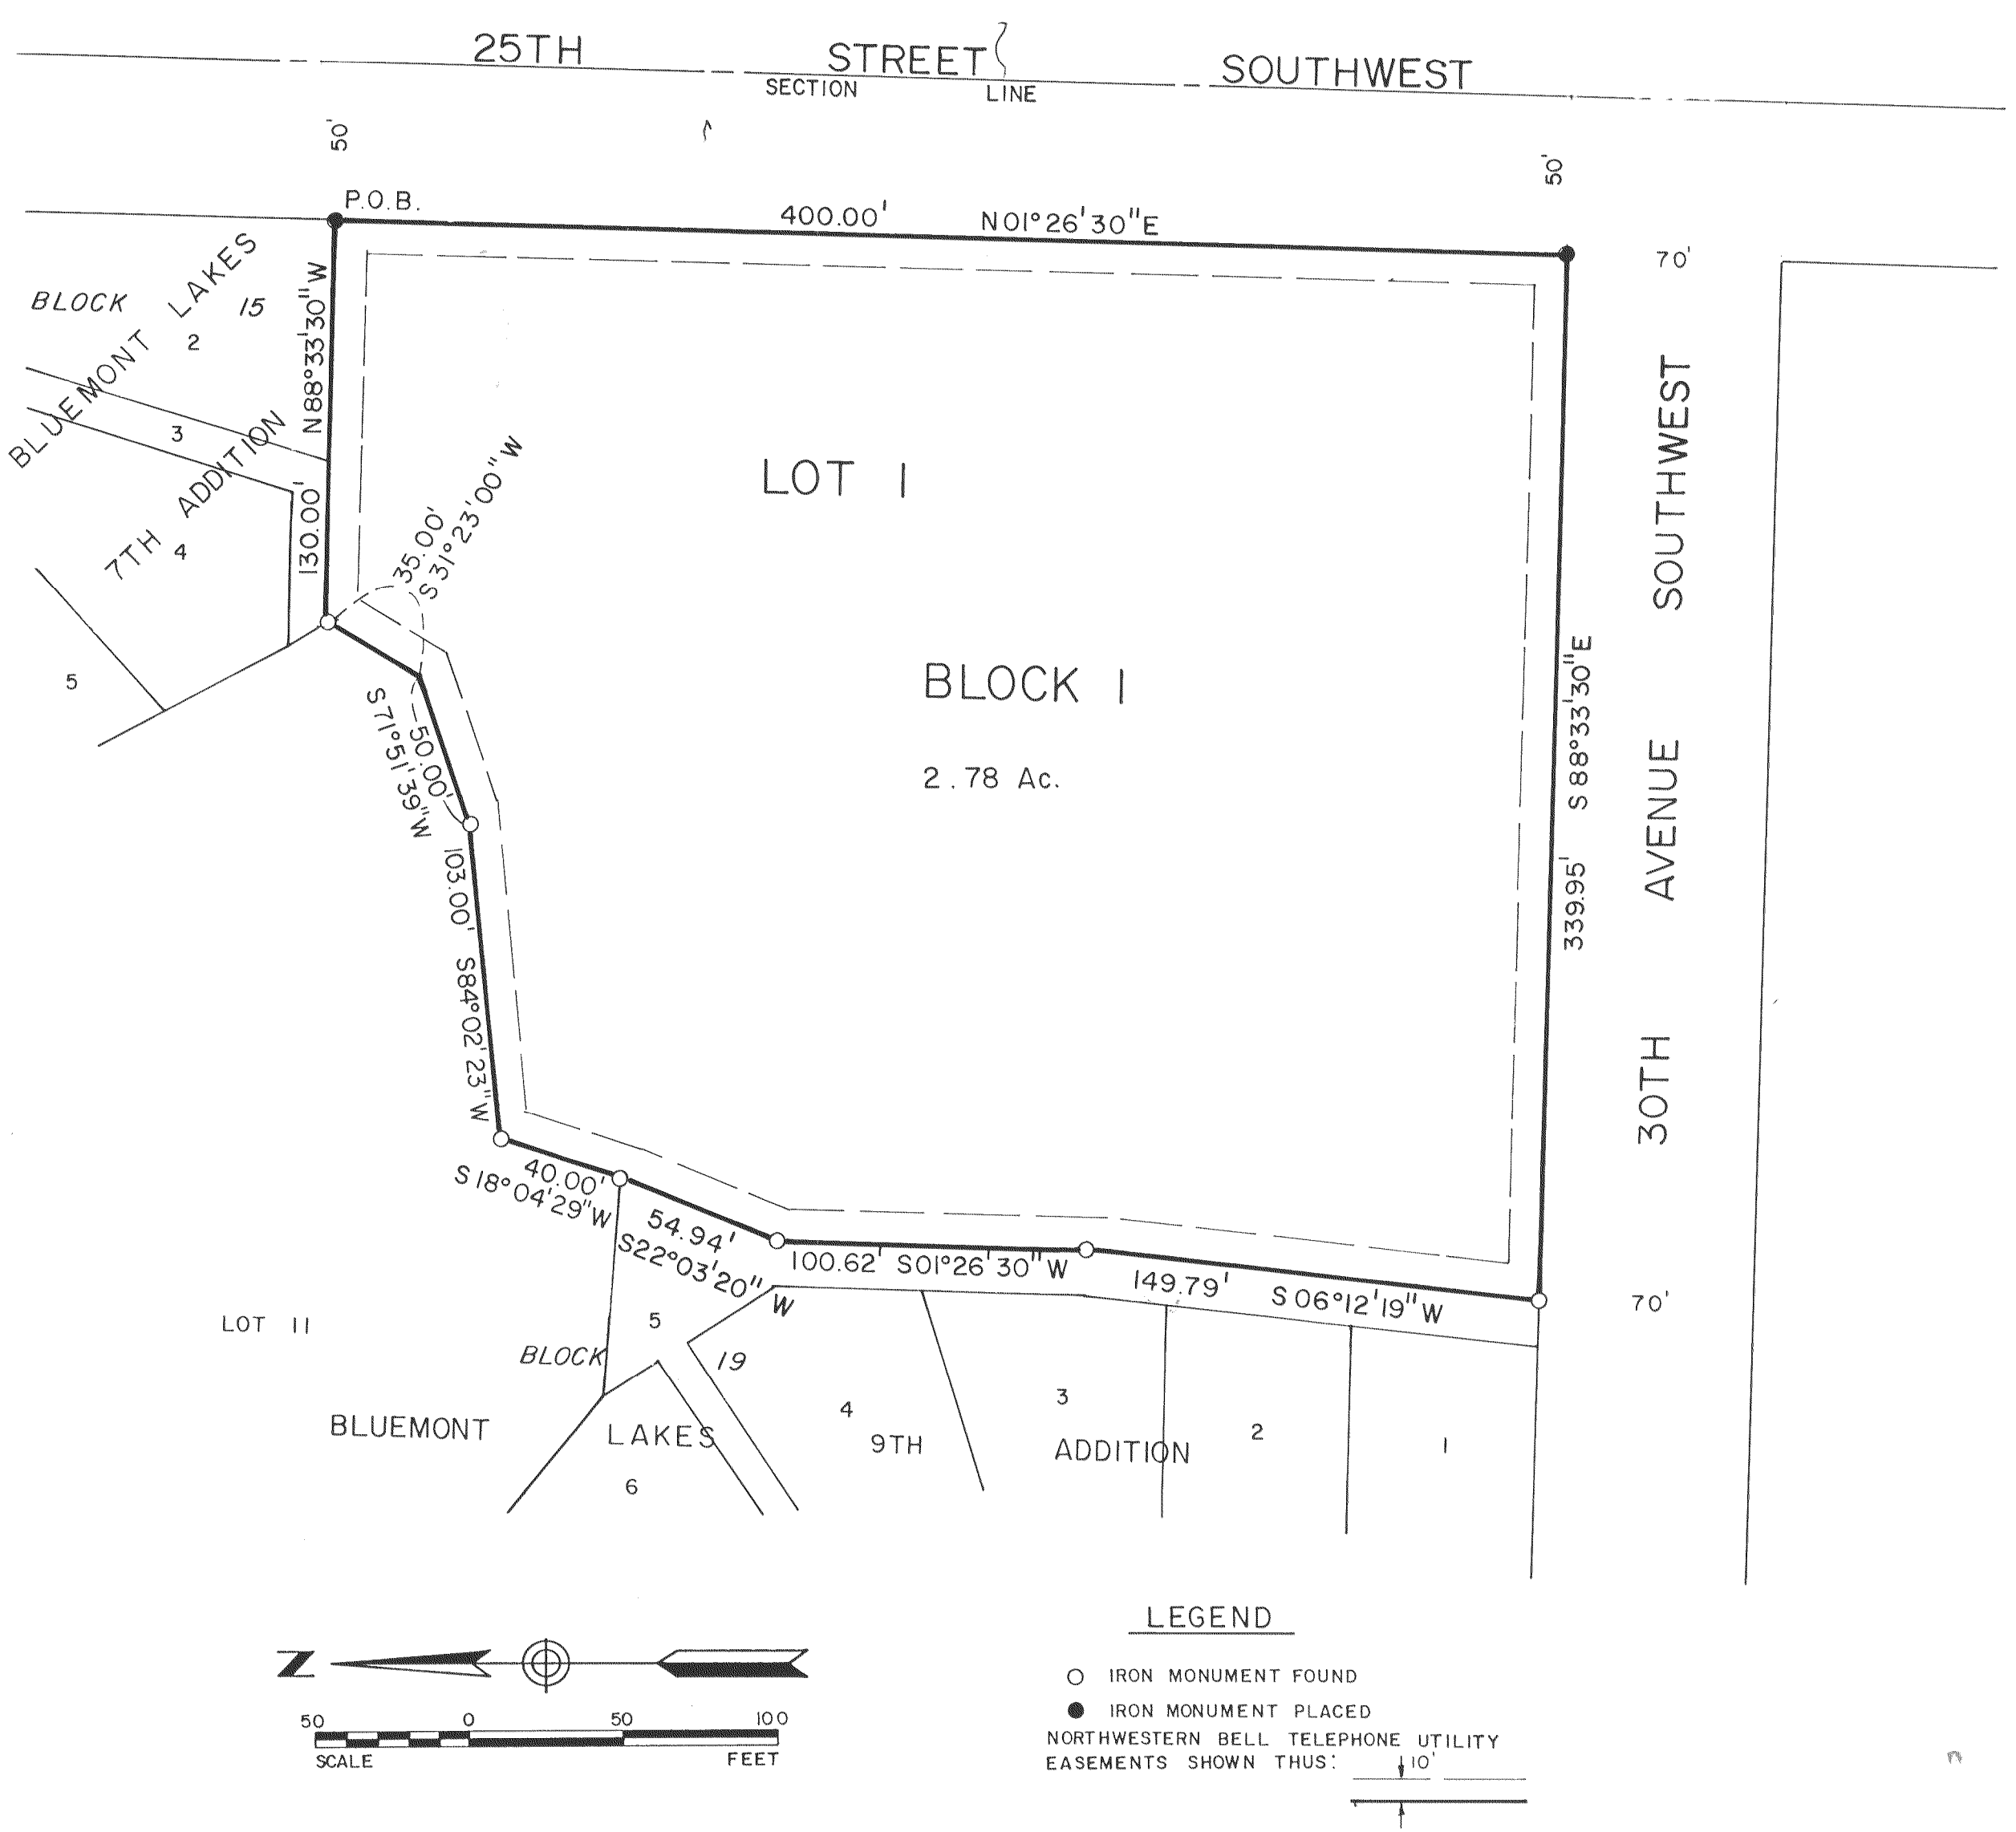 25TH STREET SOUTHWEST
SECTION LINE
50'
50'
P.O.B.
400.00' N01°26'30"E
70'
BLOCK 15
2
BLUEMONT LAKES
3
7TH ADDITION
4
5
N88°33'30"W
130.00'
35.00'
S 31°23'00"W
50.00'
S 71°51'39"W
103.00' S84°02'23"W
LOT 1
BLOCK 1
2.78 Ac.
S 88°33'30"E
339.95'
30TH AVENUE SOUTHWEST
40.00'
S 18°04'29"W
54.94'
S22°03'20"W
100.62' S01°26'30"W
149.79' S 06°12'19"W
70'
LOT 11
BLOCK 19
5
4
3
2
1
BLUEMONT LAKES 9TH ADDITION
6
LEGEND
IRON MONUMENT FOUND
IRON MONUMENT PLACED
NORTHWESTERN BELL TELEPHONE UTILITY
EASEMENTS SHOWN THUS: 10'
N
50 0 50 100
SCALE FEET